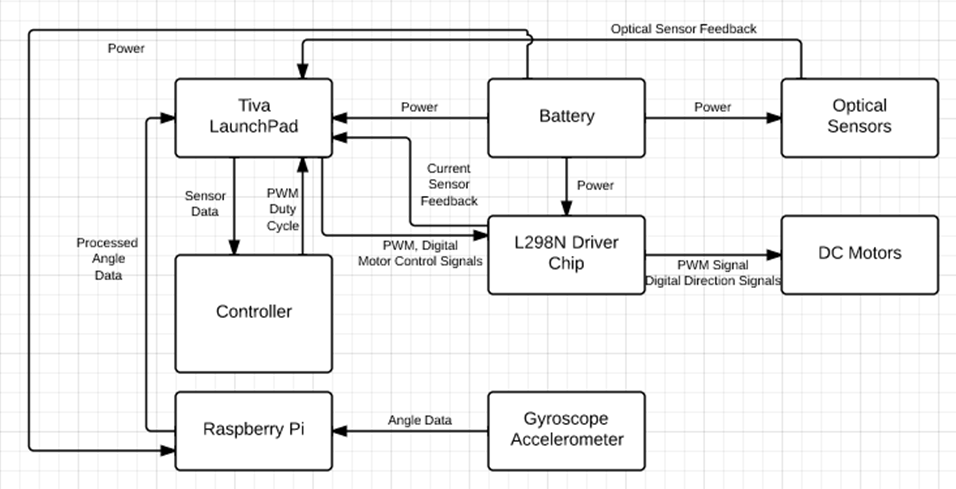 Optical Sensor Feedback
Power
Tiva
LaunchPad
Power
Battery
Power
Optical
Sensors
Current
Sensor
Feedback
Power
Sensor
Data
PWM
Duty
Cycle
Processed
Angle
Data
PWM, Digital
Motor Control Signals
L298N Driver
Chip
PWM Signal
Digital Direction Signals
DC Motors
Controller
Raspberry Pi
Angle Data
Gyroscope
Accelerometer